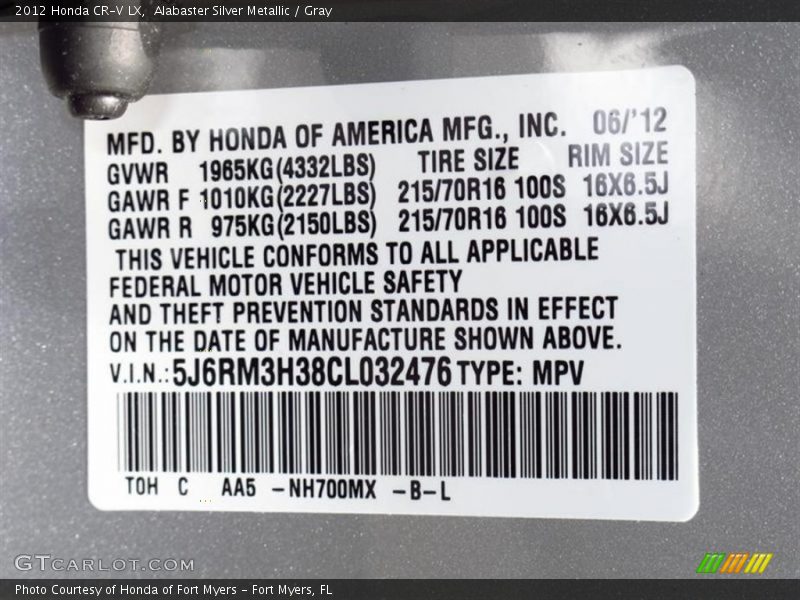 2012 Honda CR-V LX, Alabaster Silver Metallic / Gray
MFD. BY HONDA OF AMERICA MFG., INC. 06/'12
GVWR 1965KG(4332LBS) TIRE SIZE RIM SIZE
GAWR F 1010KG(2227LBS) 215/70R16 100S 16X6.5J
GAWR R 975KG(2150LBS) 215/70R16 100S 16X6.5J
THIS VEHICLE CONFORMS TO ALL APPLICABLE
FEDERAL MOTOR VEHICLE SAFETY
AND THEFT PREVENTION STANDARDS IN EFFECT
ON THE DATE OF MANUFACTURE SHOWN ABOVE.
V.I.N.:5J6RM3H38CL032476 TYPE: MPV
TOH C AA5 -NH700MX -B-L
GTCARLOT.COM
Photo Courtesy of Honda of Fort Myers - Fort Myers, FL